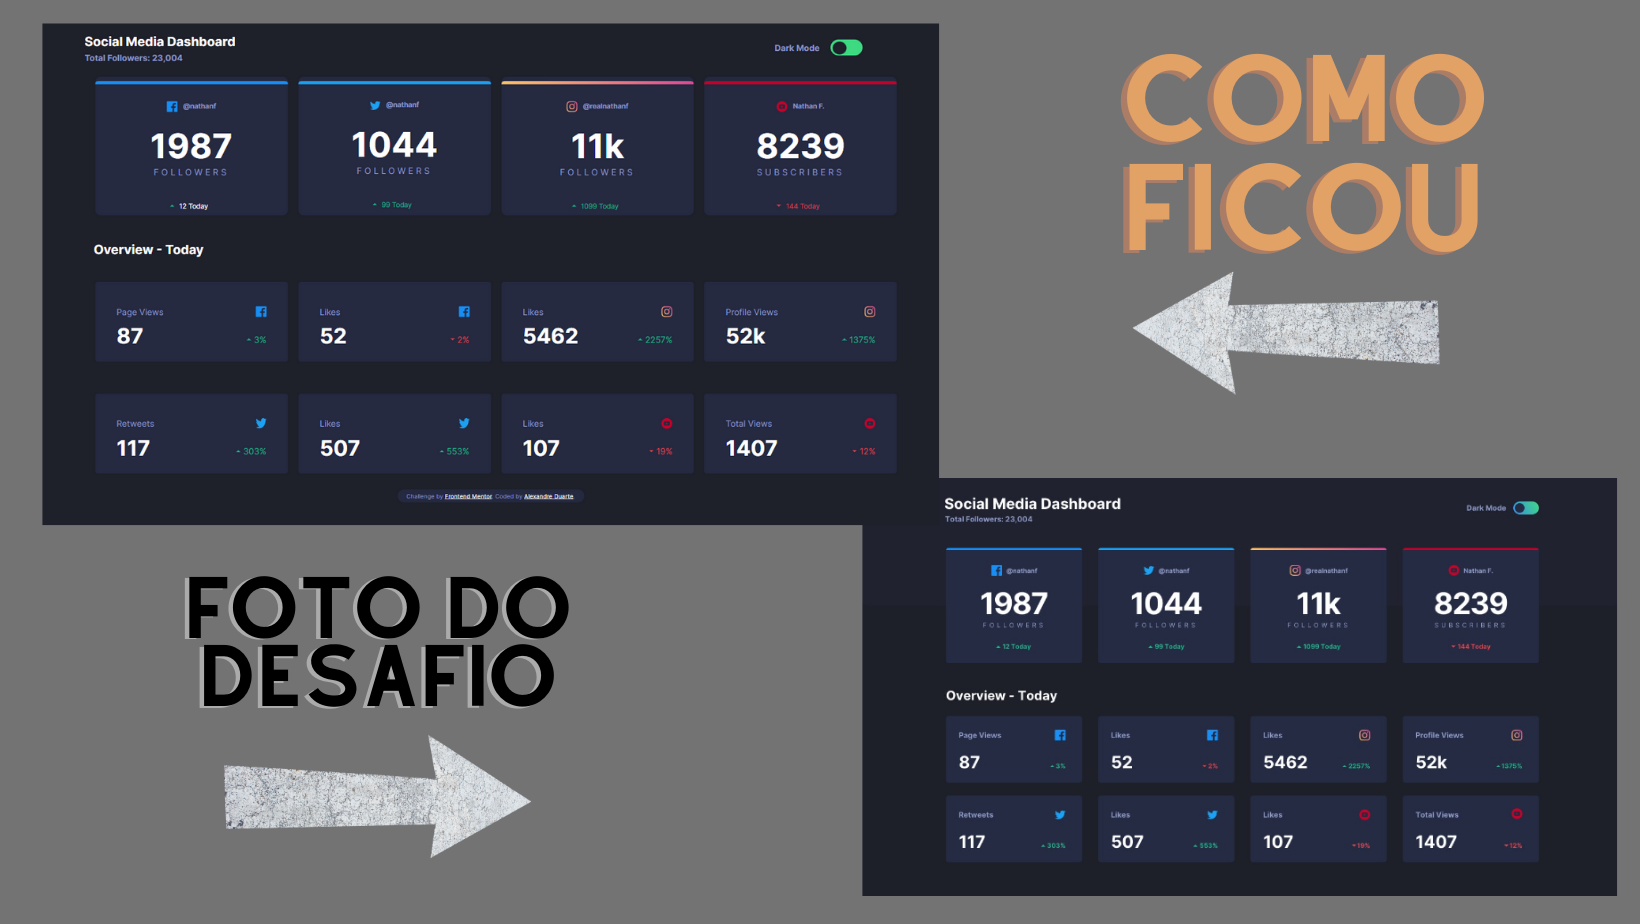 Social Media Dashboard
Total Followers: 23,004
Dark Mode
@nathanf
1987
FOLLOWERS
12 Today
@nathanf
1044
FOLLOWERS
99 Today
@realnathanf
11k
FOLLOWERS
1099 Today
Nathan F.
8239
SUBSCRIBERS
144 Today
Overview - Today
Page Views
87
3%
Likes
52
2%
Likes
5462
2257%
Profile Views
52k
1375%
Retweets
117
303%
Likes
507
553%
Likes
107
19%
Total Views
1407
12%
Challenge by Frontend Mentor. Coded by Alexandre Duarte
COMO
FICOU
FOTO DO
DESAFIO
Social Media Dashboard
Total Followers: 23,004
Dark Mode
@nathanf
1987
FOLLOWERS
12 Today
@nathanf
1044
FOLLOWERS
99 Today
@realnathanf
11k
FOLLOWERS
1099 Today
Nathan F.
8239
SUBSCRIBERS
144 Today
Overview - Today
Page Views
87
3%
Likes
52
2%
Likes
5462
2257%
Profile Views
52k
1375%
Retweets
117
303%
Likes
507
553%
Likes
107
19%
Total Views
1407
12%